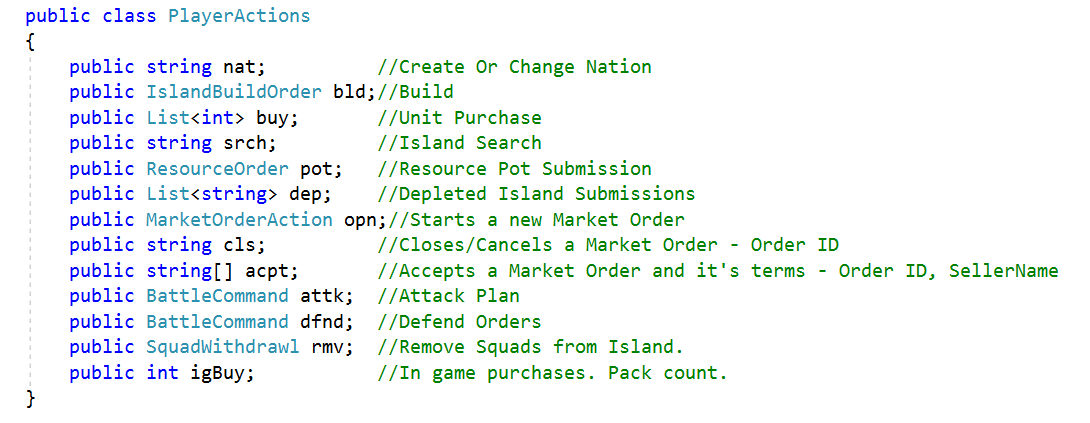 public class PlayerActions
{
public string nat; //Create Or Change Nation
public IslandBuildOrder bld;//Build
public List<int> buy; //Unit Purchase
public string srch; //Island Search
public ResourceOrder pot; //Resource Pot Submission
public List<string> dep; //Depleted Island Submissions
public MarketOrderAction opn;//Starts a new Market Order
public string cls; //Closes/Cancels a Market Order - Order ID
public string[] acpt; //Accepts a Market Order and it's terms - Order ID, SellerName
public BattleCommand attk; //Attack Plan
public BattleCommand dfnd; //Defend Orders
public SquadWithdrawl rmv; //Remove Squads from Island.
public int igBuy; //In game purchases. Pack count.
}